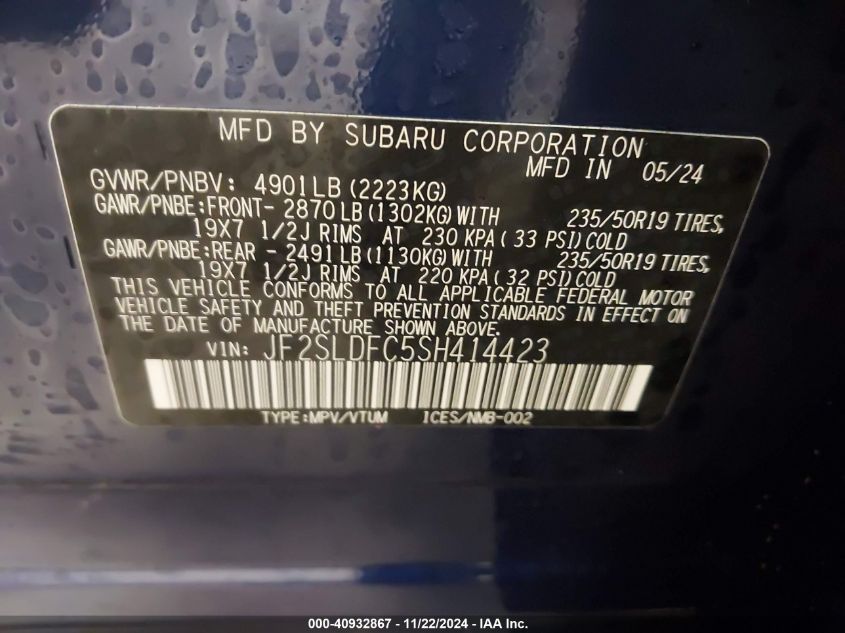 MFD BY SUBARU CORPORATION
MFD IN 05/24
GVWR/PNBV: 4901LB(2223KG)
GAWR/PNBE:FRONT- 2870LB(1302KG)WITH 235/50R19 TIRES,
19X7 1/2J RIMS AT 230 KPA( 33 PSI)COLD
GAWR/PNBE:REAR - 2491LB(1130KG)WITH 235/50R19 TIRES,
19X7 1/2J RIMS AT 220 KPA( 32 PSI)COLD
THIS VEHICLE CONFORMS TO ALL APPLICABLE FEDERAL MOTOR
VEHICLE SAFETY AND THEFT PREVENTION STANDARDS IN EFFECT ON
THE DATE OF MANUFACTURE SHOWN ABOVE.
VIN: JF2SLDFC5SH414423
TYPE:MPV/VTUM ICES/NMB-002
000-40932867 - 11/22/2024 - IAA Inc.